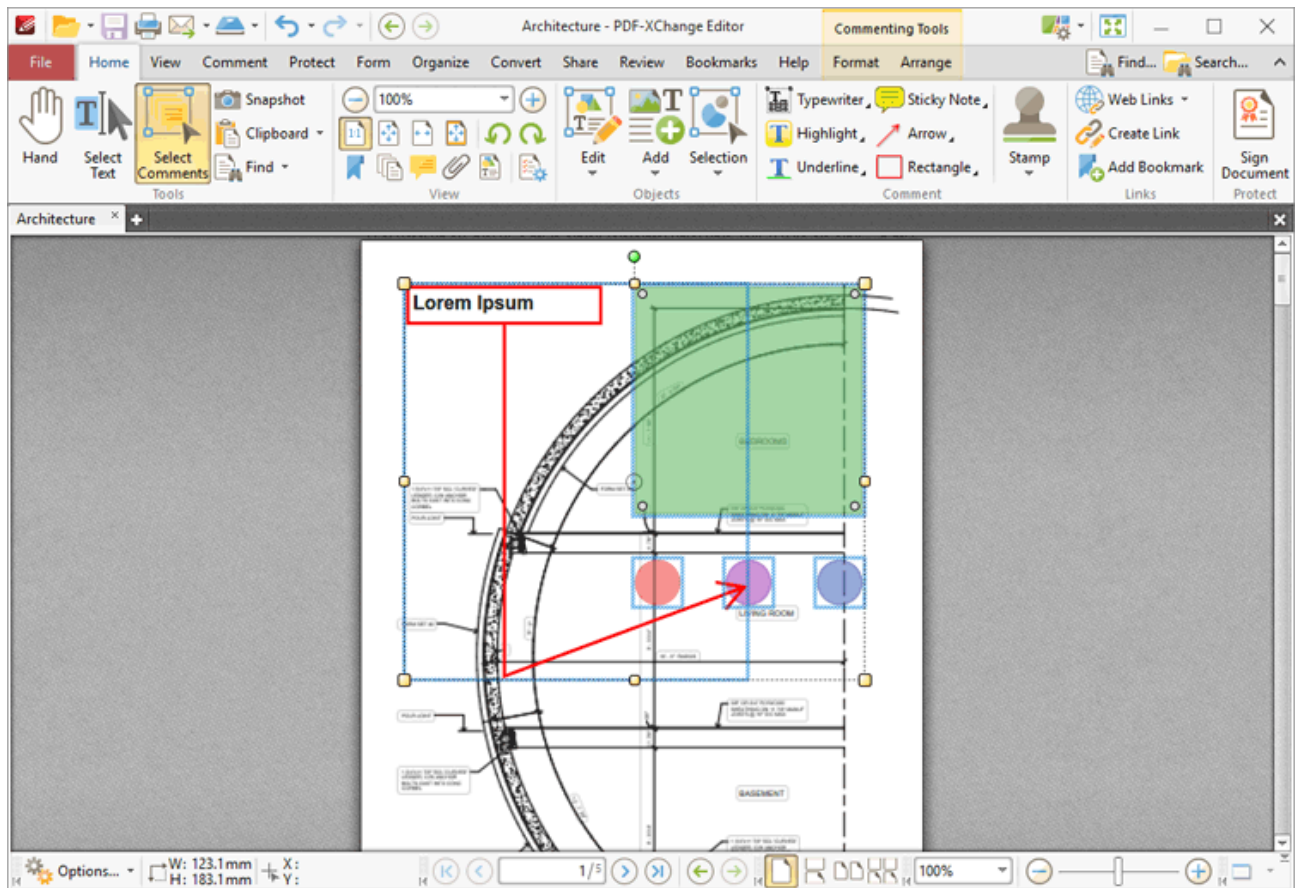 Architecture - PDF-XChange Editor
Commenting Tools
File Home View Comment Protect Form Organize Convert Share Review Bookmarks Help Format Arrange Find... Search...
Hand
Select Text
Select Comments
Snapshot
Clipboard
Find
Tools
100%
1:1
View
Edit
Add
Selection
Objects
Typewriter
Sticky Note
Highlight
Arrow
Underline
Rectangle
Stamp
Comment
Web Links
Create Link
Add Bookmark
Links
Sign Document
Protect
Architecture
Lorem Ipsum
BEDROOMS
LIVING ROOM
BASEMENT
Options...
W: 123.1mm
H: 183.1mm
X:
Y:
1/5
100%